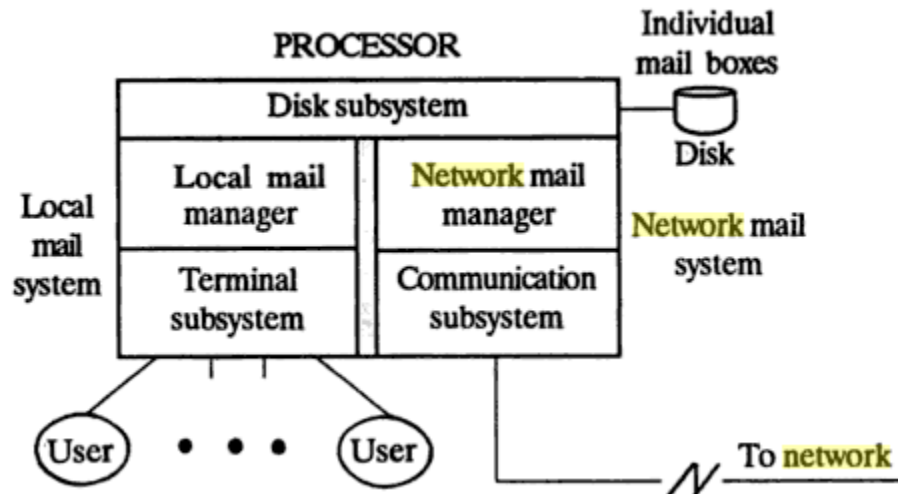 PROCESSOR
Individual
mail boxes
Disk subsystem
Disk
Local mail
manager
Network mail
manager
Local
mail
system
Network mail
system
Terminal
subsystem
Communication
subsystem
User
User
To network